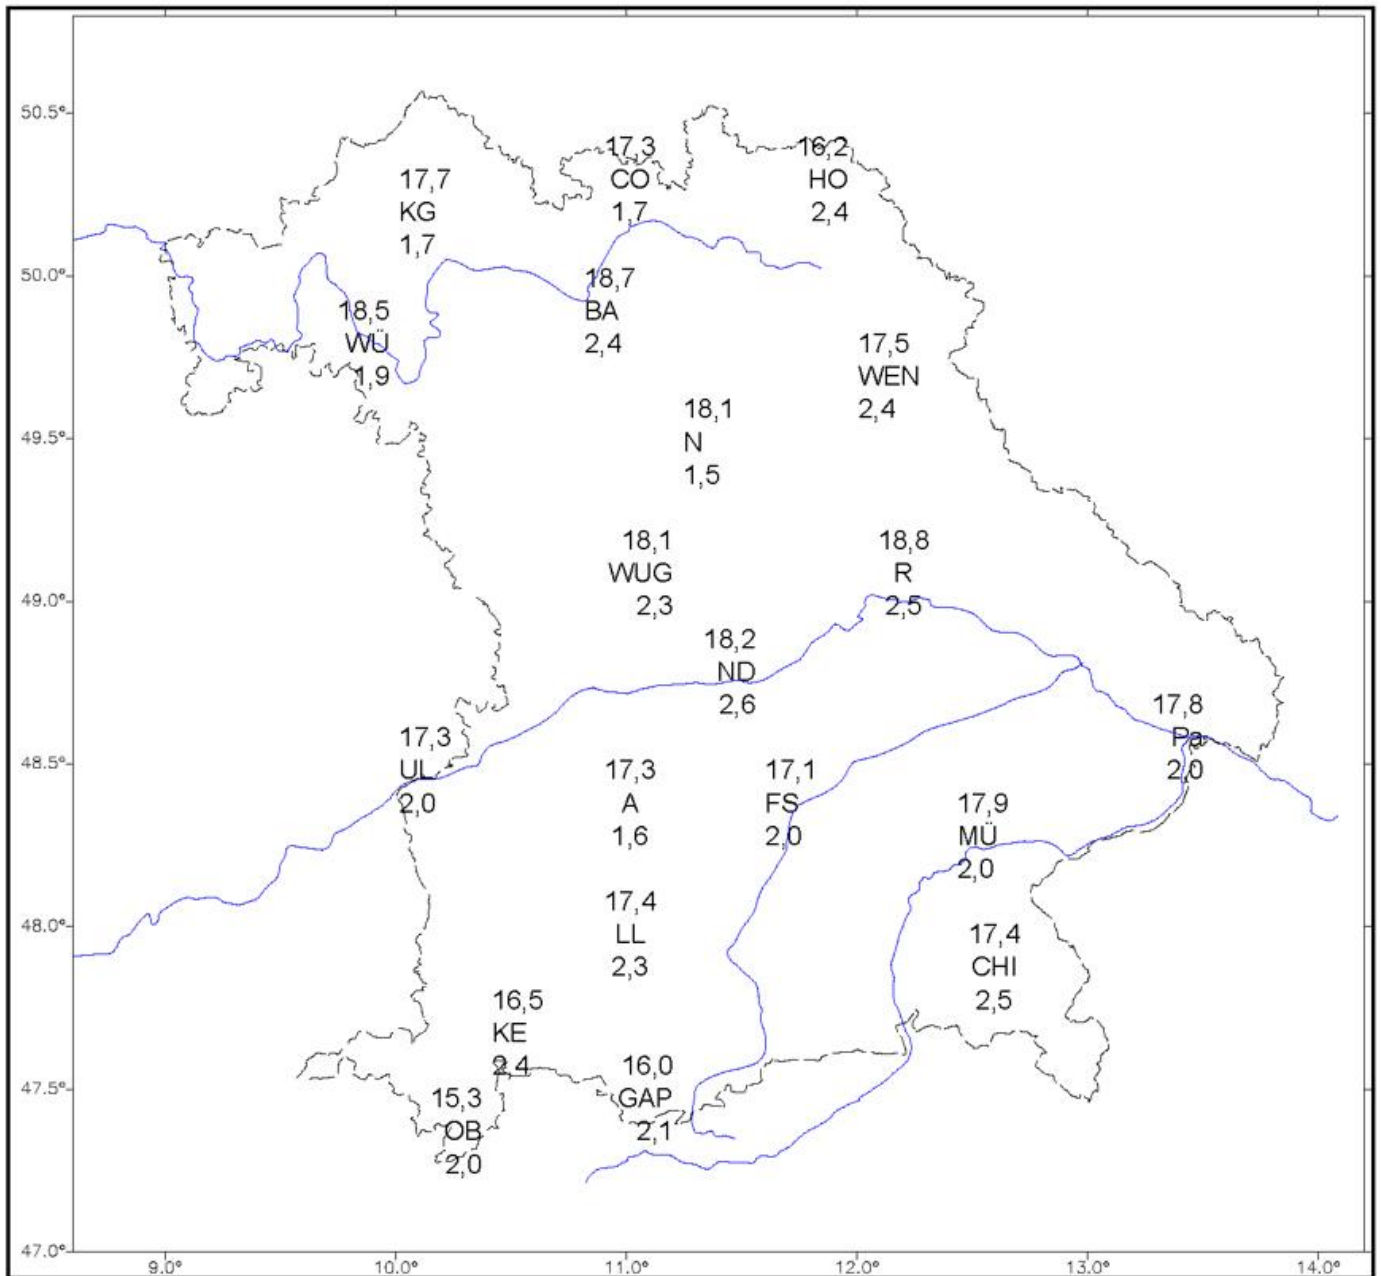 50.5°
17,3
CO
1,7
16,2
HO
2,4
17,7
KG
1,7
50.0°
18,7
BA
2,4
18,5
WÜ
1,9
17,5
WEN
2,4
49.5°
18,1
N
1,5
18,1
WUG
2,3
18,8
R
2,5
49.0°
18,2
ND
2,6
17,8
Pa
2,0
17,3
UL
2,0
48.5°
17,3
A
1,6
17,1
FS
2,0
17,9
MÜ
2,0
48.0°
17,4
LL
2,3
17,4
CHI
2,5
16,5
KE
2,4
47.5°
16,0
GAP
2,1
15,3
OB
2,0
47.0°
9.0°
10.0°
11.0°
12.0°
13.0°
14.0°